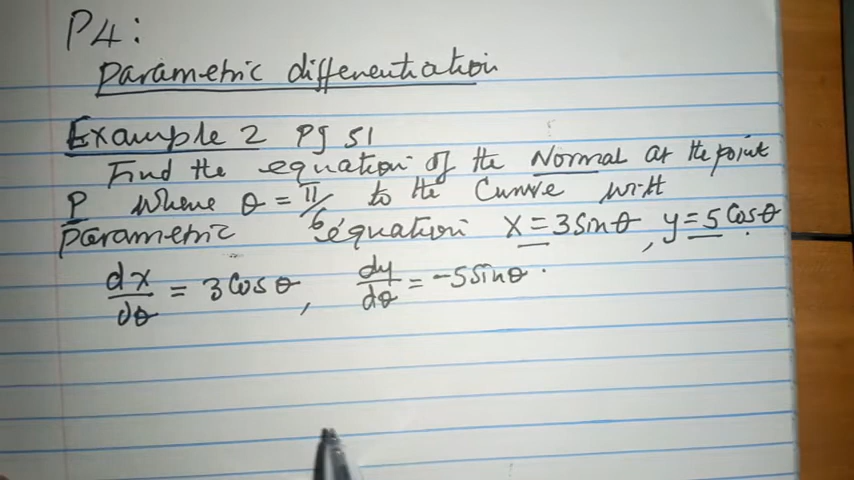 P4:
Parametric differentiation
Example 2 Pg 51
Find the equation of the Normal at the point
P where θ = π/6 to the Curve with
parametric equation x = 3sinθ, y = 5Cosθ
dx/dθ = 3Cosθ, dy/dθ = -5sinθ.